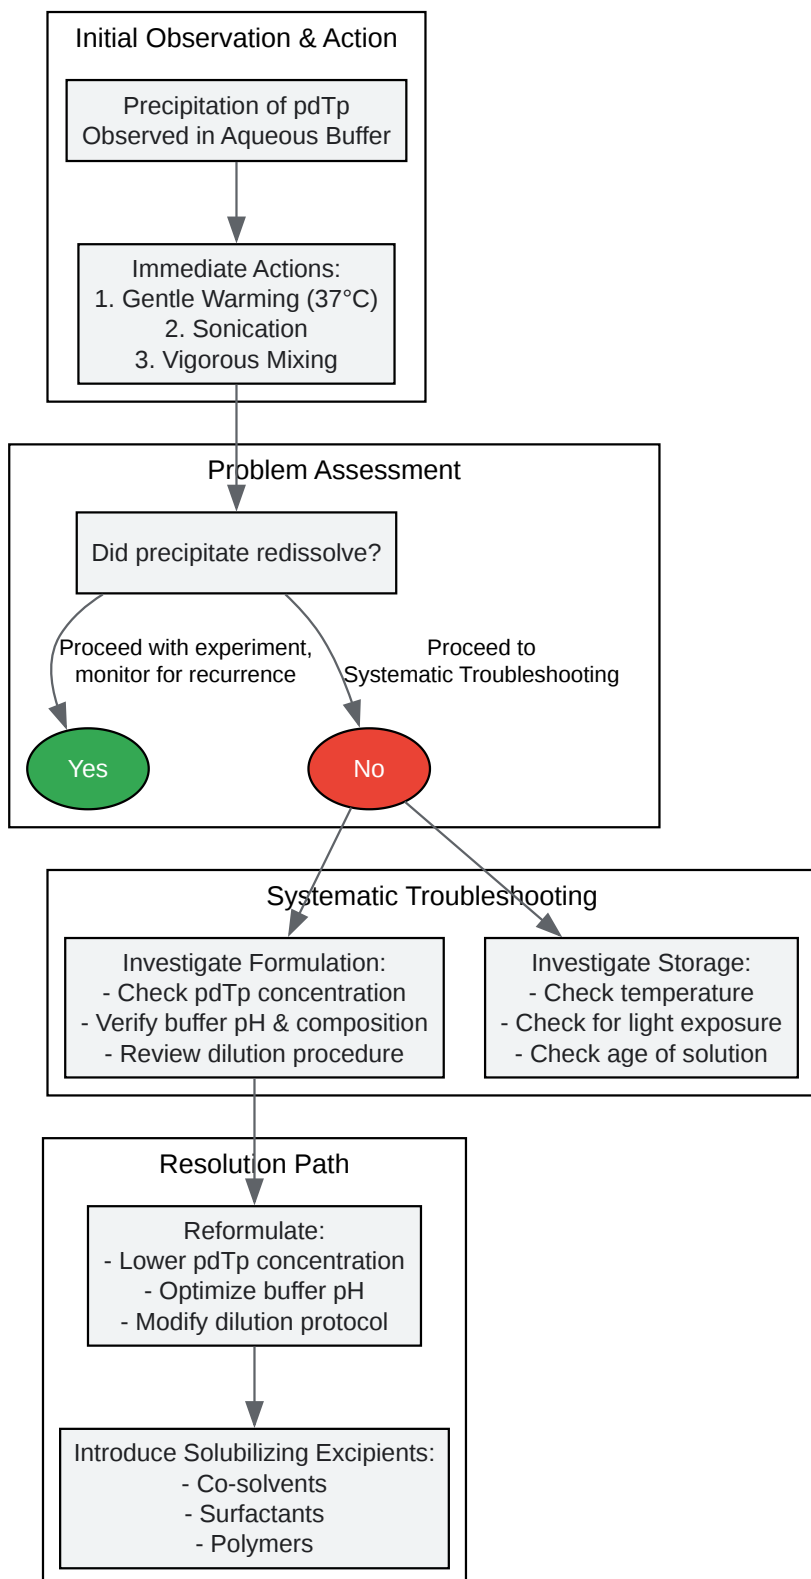 Initial Observation & Action
Precipitation of pdTp
Observed in Aqueous Buffer
Immediate Actions:
1. Gentle Warming (37°C)
2. Sonication
3. Vigorous Mixing
Problem Assessment
Did precipitate redissolve?
Proceed with experiment,
monitor for recurrence
Proceed to
Systematic Troubleshooting
Yes
No
Systematic Troubleshooting
Investigate Formulation:
- Check pdTp concentration
- Verify buffer pH & composition
- Review dilution procedure
Investigate Storage:
- Check temperature
- Check for light exposure
- Check age of solution
Resolution Path
Reformulate:
- Lower pdTp concentration
- Optimize buffer pH
- Modify dilution protocol
Introduce Solubilizing Excipients:
- Co-solvents
- Surfactants
- Polymers